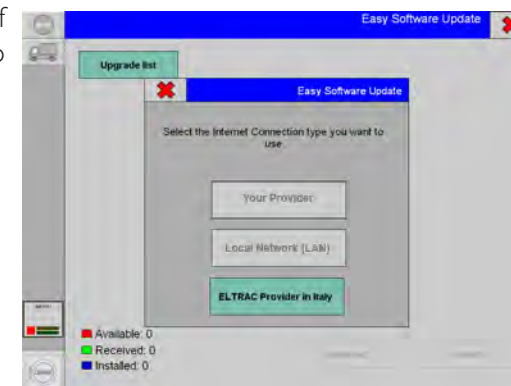 f
Easy Software Update
Upgrade list
Easy Software Update
Select the Internet Connection type you want to
use.
Your Provider
Local Network (LAN)
ELTRAC Provider in Italy
Available: 0
Received: 0
Installed: 0